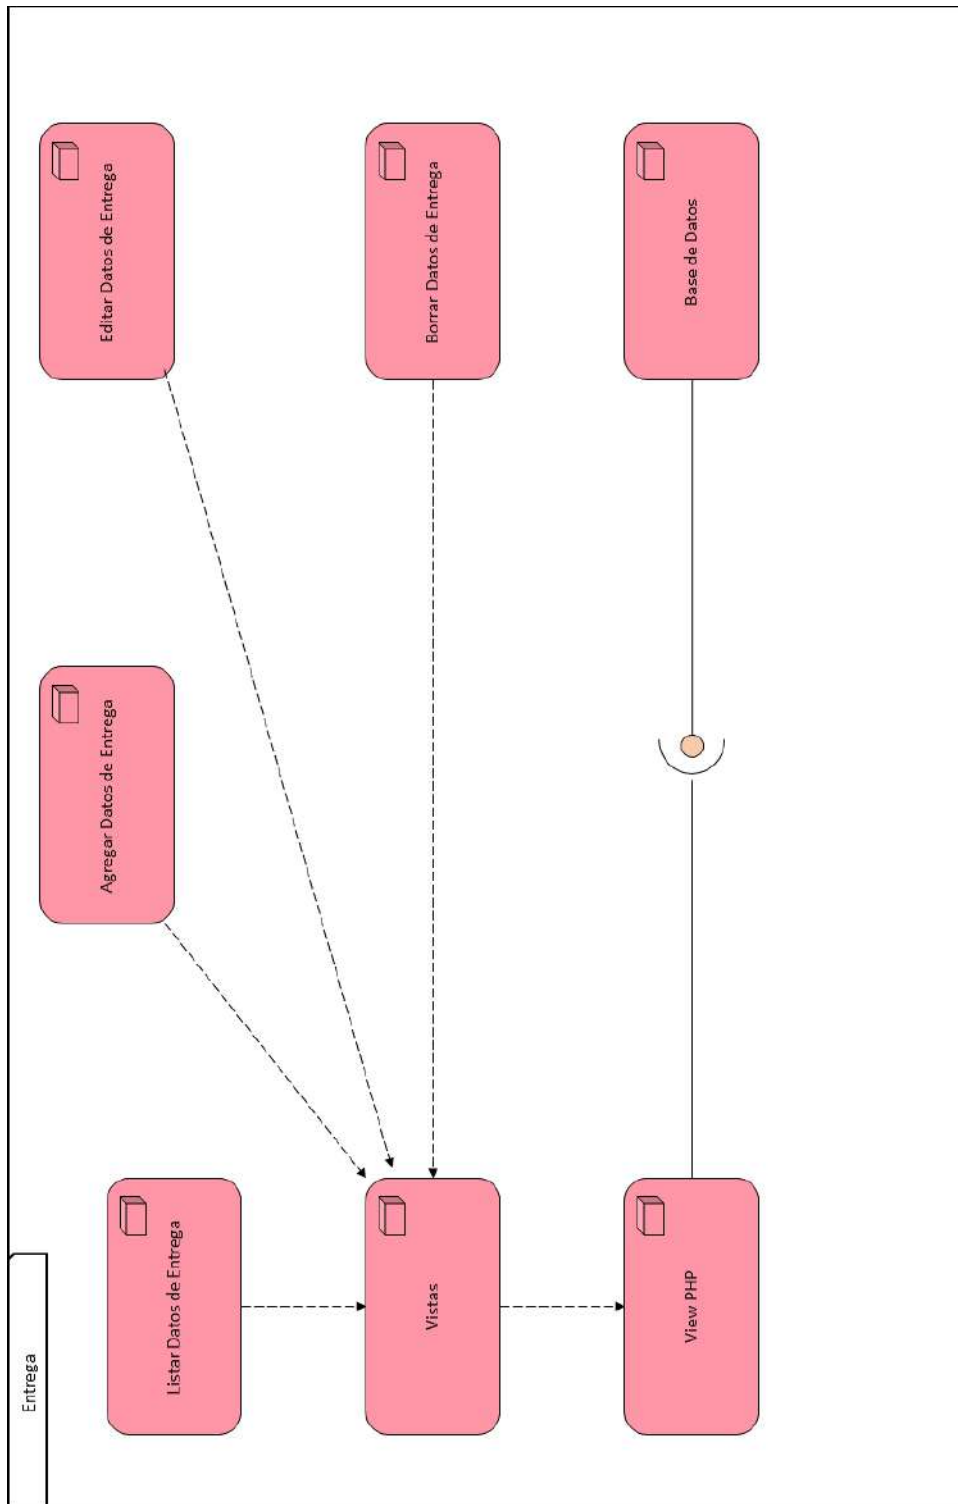 Entrega
Listar Datos de Entrega
Agregar Datos de Entrega
Editar Datos de Entrega
Vistas
Borrar Datos de Entrega
View PHP
Base de Datos